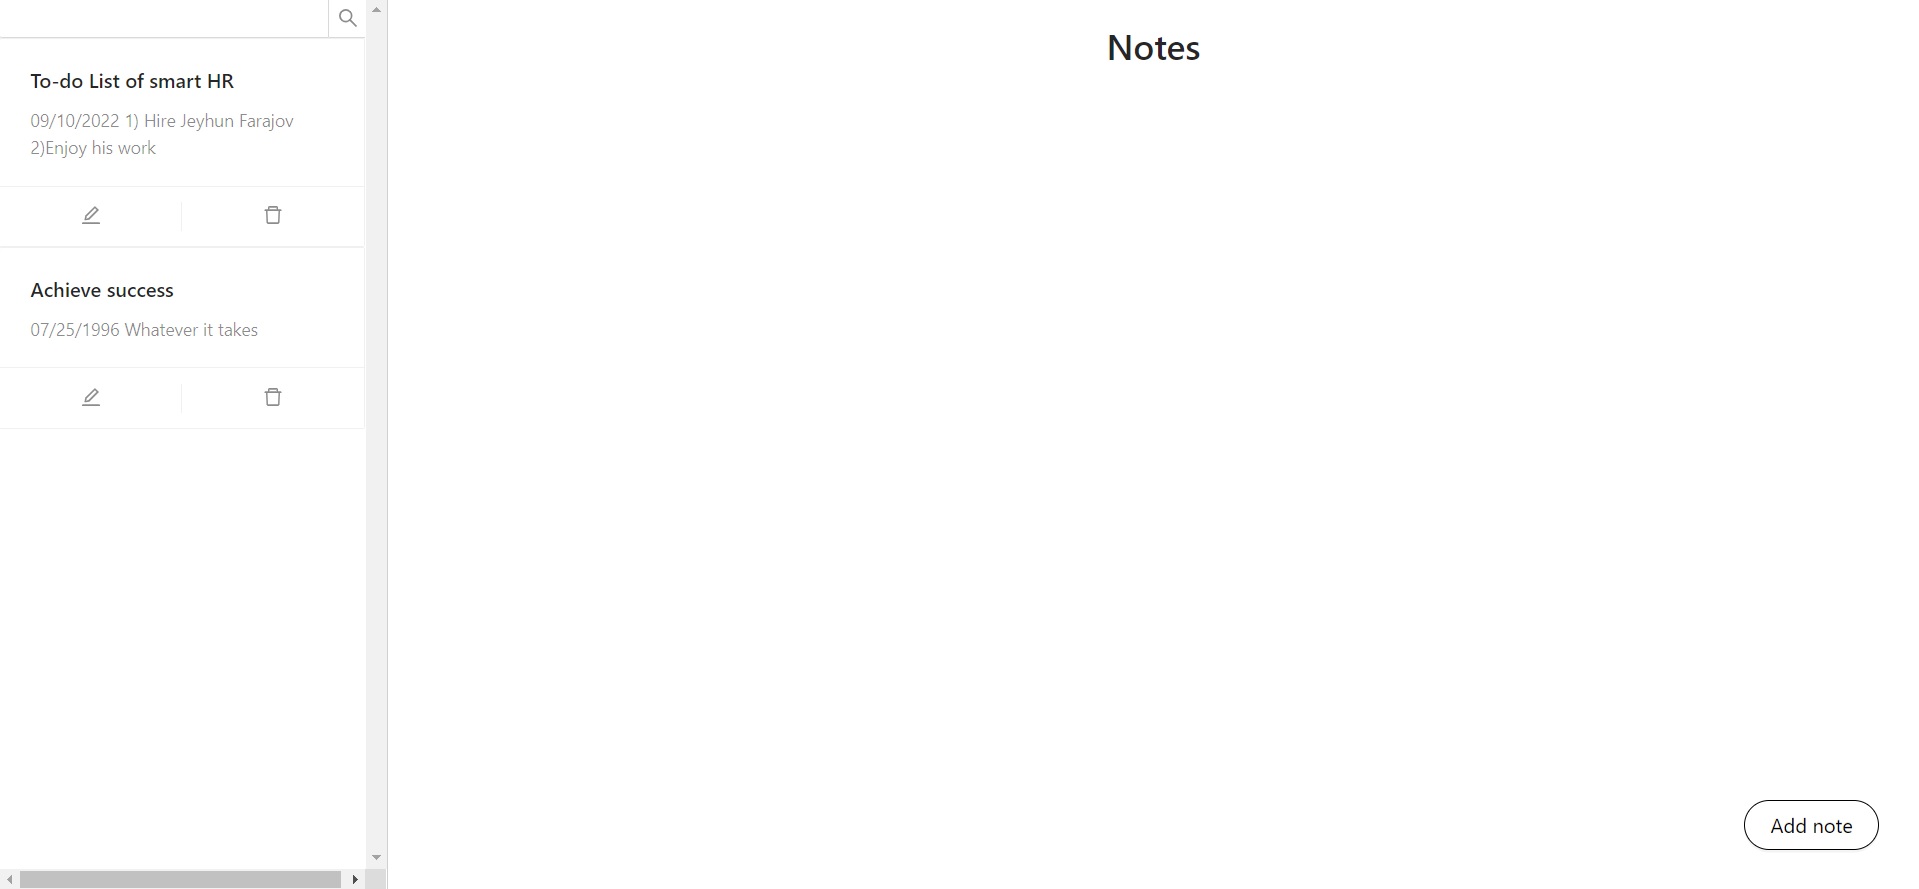 Notes
To-do List of smart HR
09/10/2022 1) Hire Jeyhun Farajov
2)Enjoy his work
Achieve success
07/25/1996 Whatever it takes
Add note